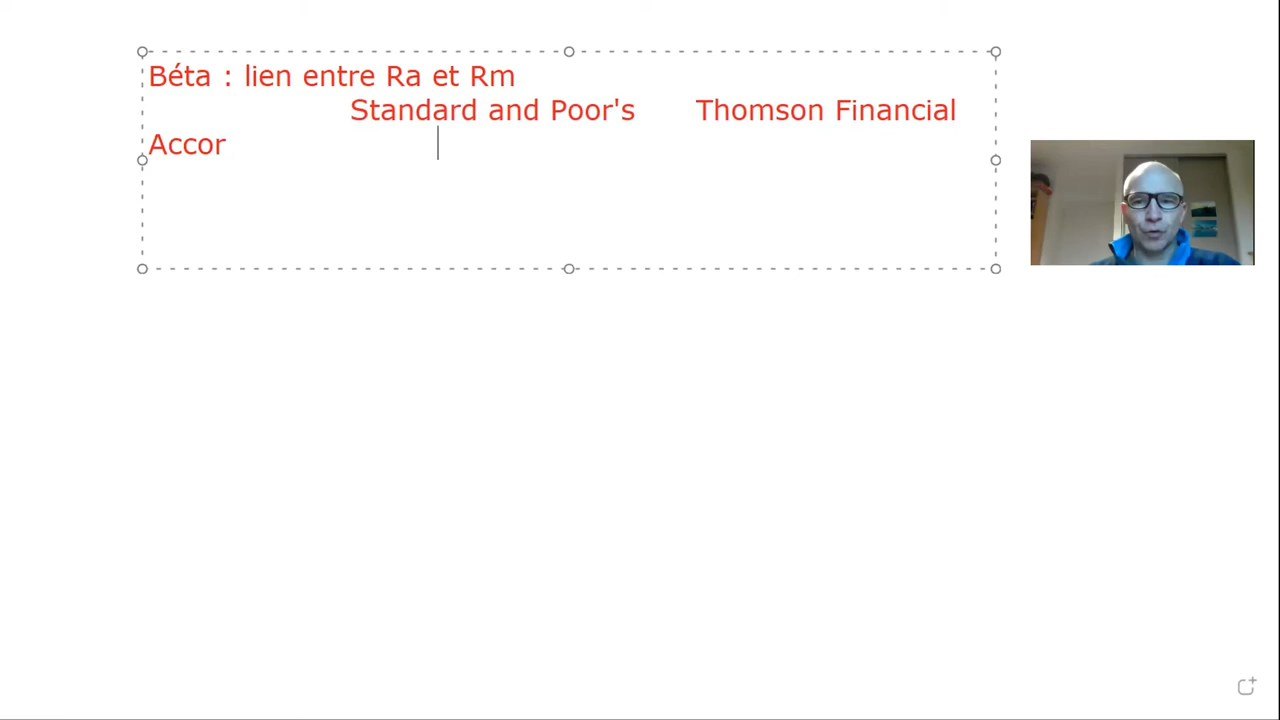 Béta : lien entre Ra et Rm
Standard and Poor's Thomson Financial
Accor